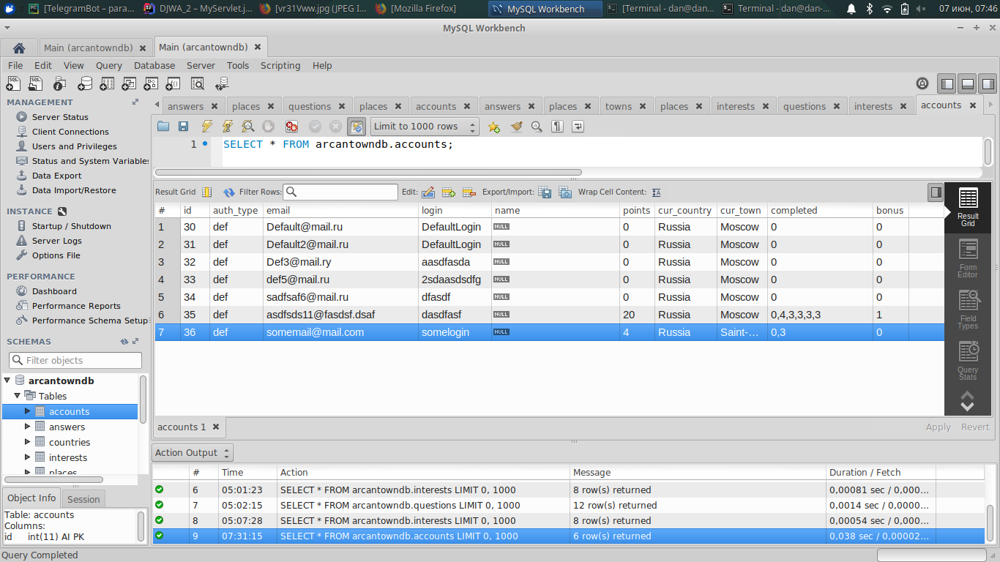 [TelegramBot – para... DJWA_2 – MyServlet.j... [vr31Vww.jpg (JPEG I... [Mozilla Firefox] MySQL Workbench [Terminal - dan@dan... Terminal - dan@dan-... 07 июн, 07:46
MySQL Workbench
Main (arcantowndb) Main (arcantowndb)
File Edit View Query Database Server Tools Scripting Help
MANAGEMENT
Server Status
Client Connections
Users and Privileges
Status and System Variables
Data Export
Data Import/Restore
INSTANCE
Startup / Shutdown
Server Logs
Options File
PERFORMANCE
Dashboard
Performance Reports
Performance Schema Setup
SCHEMAS
Filter objects
arcantowndb
Tables
accounts
answers
countries
interests
places
Object Info Session
Table: accounts
Columns:
id int(11) AI PK
answers places questions places accounts answers places towns places interests questions interests accounts
Limit to 1000 rows
1 SELECT * FROM arcantowndb.accounts;
Result Grid Filter Rows: Edit: Export/Import: Wrap Cell Content:
# id auth_type email login name points cur_country cur_town completed bonus
1 30 def Default@mail.ru DefaultLogin NULL 0 Russia Moscow 0 0
2 31 def Default2@mail.ru DefaultLogin NULL 0 Russia Moscow 0 0
3 32 def Def3@mail.ry aasdfasda NULL 0 Russia Moscow 0 0
4 33 def def5@mail.ru 2sdaasdsdfg NULL 0 Russia Moscow 0 0
5 34 def sadfsaf6@mail.ru dfasdf NULL 0 Russia Moscow 0 0
6 35 def asdfsds11@fasdsf.dsaf dasdfasf NULL 20 Russia Moscow 0,4,3,3,3,3 1
7 36 def somemail@mail.com somelogin NULL 4 Russia Saint-... 0,3 0
Result
Grid
Form
Editor
Field
Types
Query
Stats
accounts 1 Apply Revert
Action Output
# Time Action Message Duration / Fetch
6 05:01:23 SELECT * FROM arcantowndb.interests LIMIT 0, 1000 8 row(s) returned 0,00081 sec / 0,000...
7 05:02:15 SELECT * FROM arcantowndb.questions LIMIT 0, 1000 12 row(s) returned 0,0014 sec / 0,0000...
8 05:07:28 SELECT * FROM arcantowndb.interests LIMIT 0, 1000 8 row(s) returned 0,00054 sec / 0,000...
9 07:31:15 SELECT * FROM arcantowndb.accounts LIMIT 0, 1000 6 row(s) returned 0,038 sec / 0,00002...
Query Completed